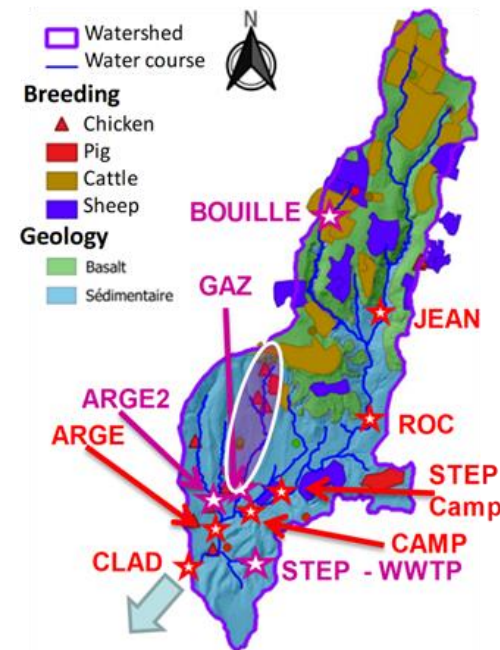 Watershed
Water course
N
Breeding
Chicken
Pig
Cattle
Sheep
Geology
Basalt
Sédimentaire
BOUILLE
GAZ
JEAN
ARGE2
ARGE
ROC
STEP
Camp
CAMP
CLAD
STEP - WWTP